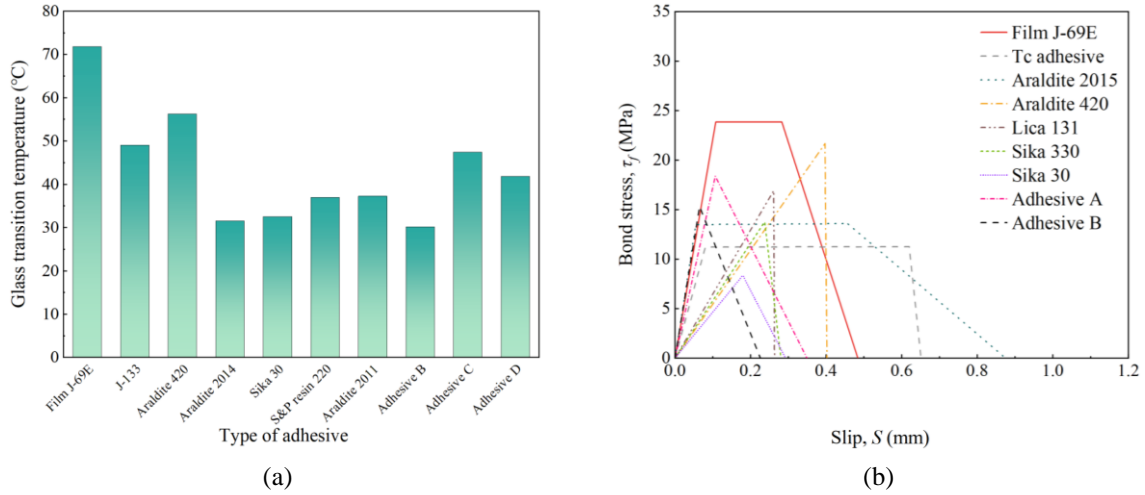 80
70
60
50
40
30
20
10
0
Glass transition temperature (°C)
Film J-69E
J-133
Araldite 420
Araldite 2014
Sika 30
S&P resin 220
Araldite 2011
Adhesive B
Adhesive C
Adhesive D
Type of adhesive
(a)
35
30
25
20
15
10
5
0
Bond stress, τf (MPa)
Film J-69E
Tc adhesive
Araldite 2015
Araldite 420
Lica 131
Sika 330
Sika 30
Adhesive A
Adhesive B
0.0 0.2 0.4 0.6 0.8 1.0 1.2
Slip, S (mm)
(b)